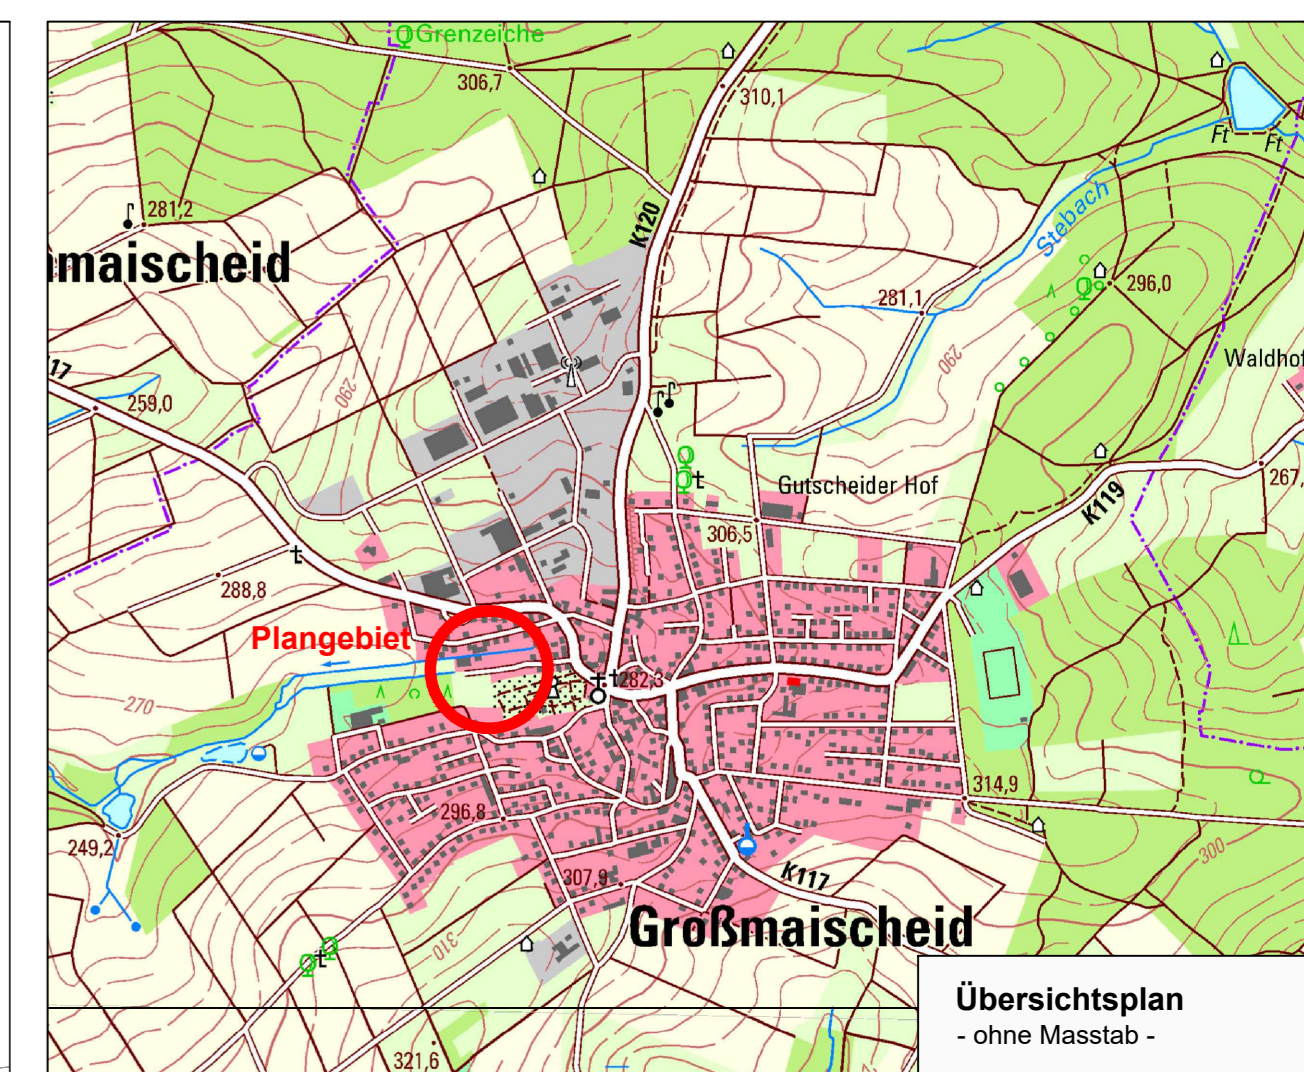 Grenzeiche
306,7
310,1
Ft
Ft
281,2
K120
Stebach
maischeid
296,0
281,1
290
Waldhof
17
259,0
290
Gutscheider Hof
K119
267,
306,5
288,8
Plangebiet
282,3
270
314,9
296,8
249,2
300
307,9
K117
Großmaischeid
310
Übersichtsplan
- ohne Masstab -
321,6